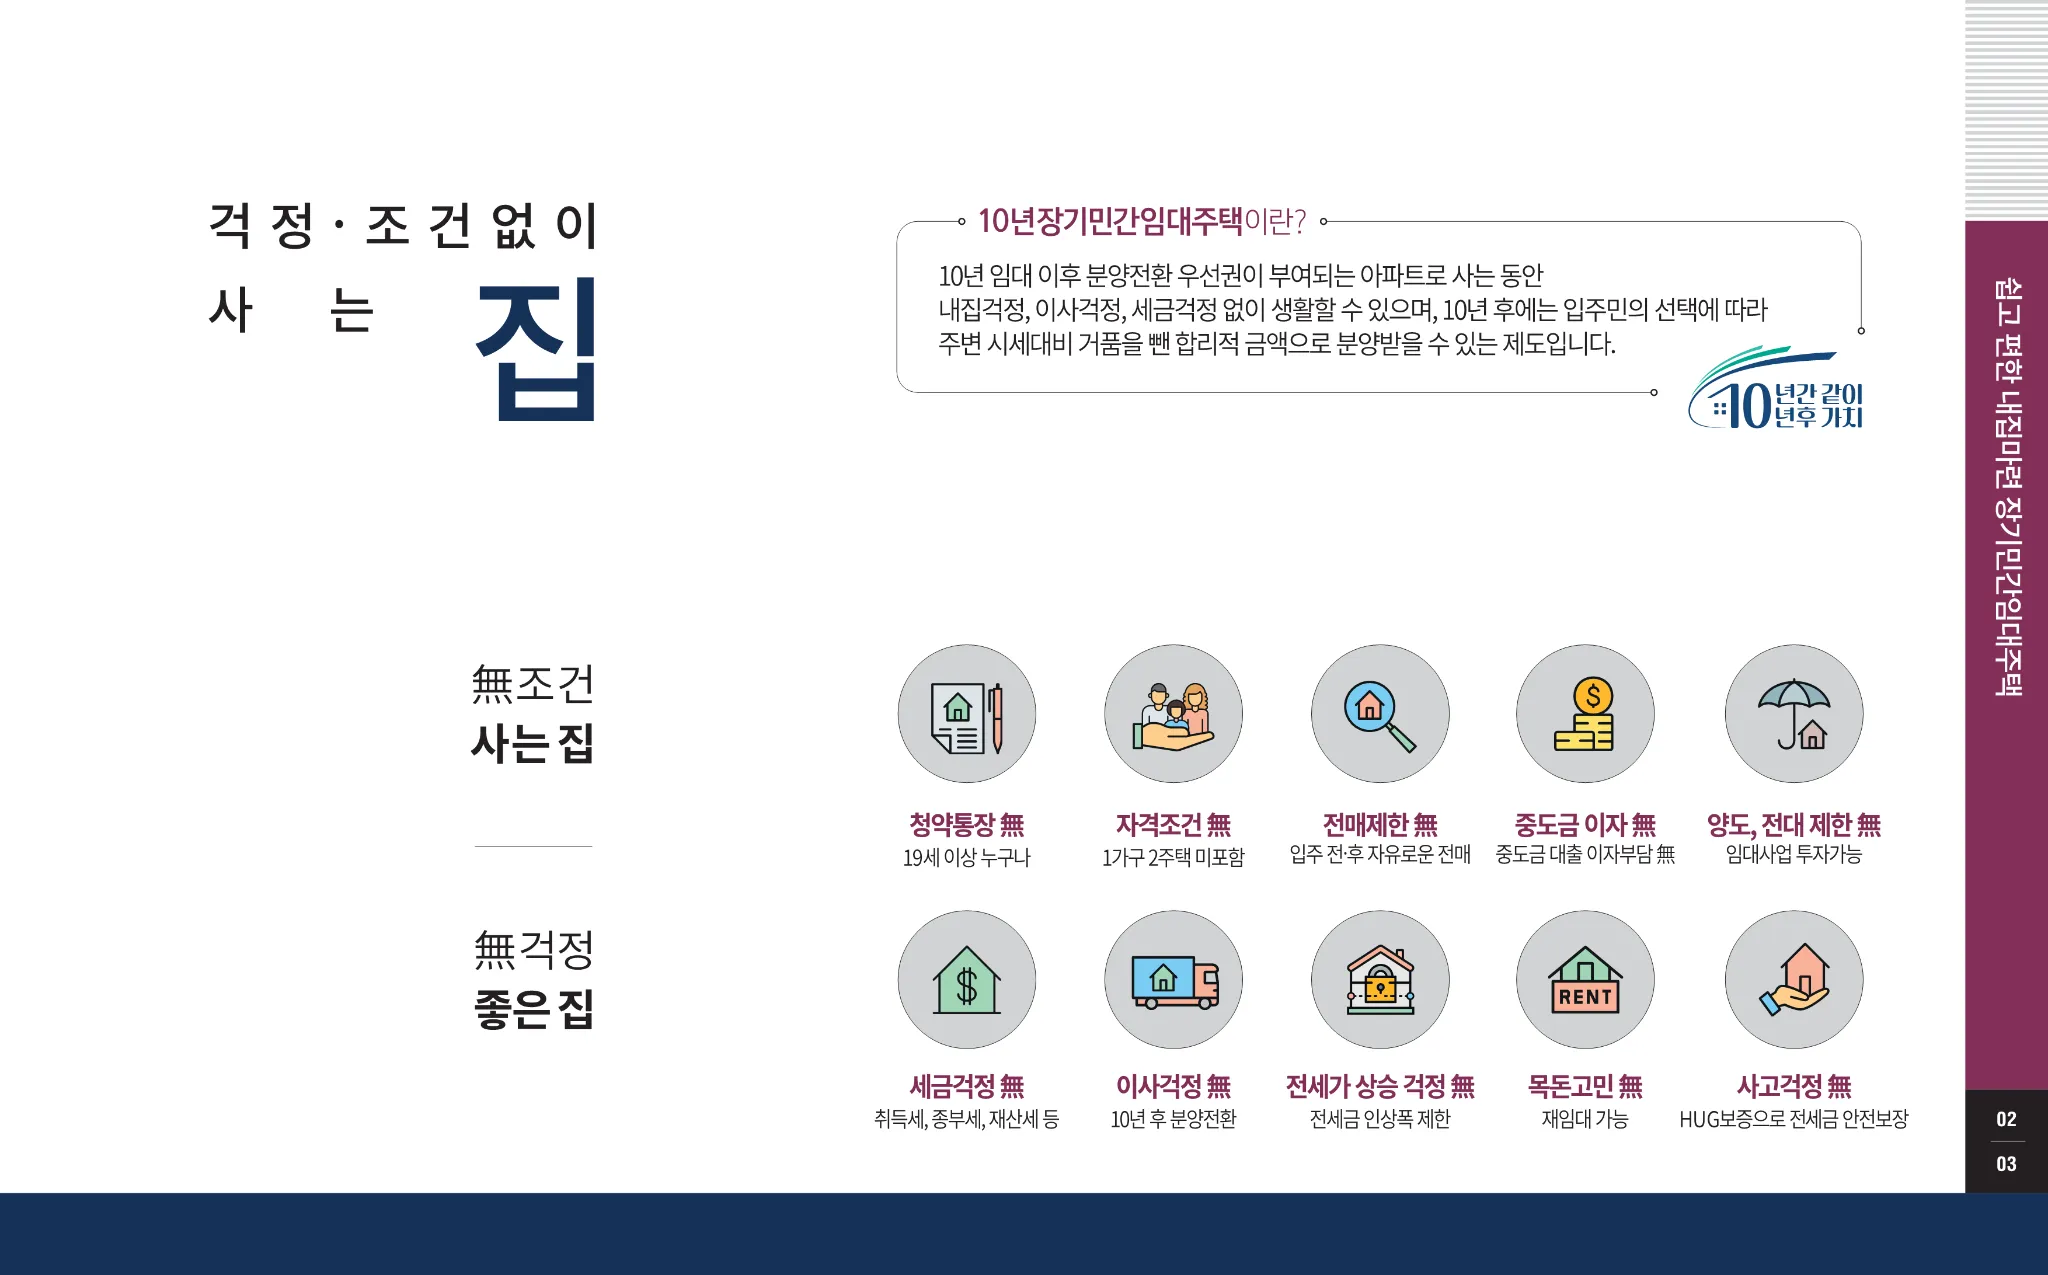 걱정·조건없이
사는 집
10년장기민간임대주택이란?
10년 임대 이후 분양전환 우선권이 부여되는 아파트로 사는 동안
내집걱정, 이사걱정, 세금걱정 없이 생활할 수 있으며, 10년 후에는 입주민의 선택에 따라
주변 시세대비 거품을 뺀 합리적 금액으로 분양받을 수 있는 제도입니다.
10년간 같이
년후 가치
無조건
사는 집
청약통장 無
19세 이상 누구나
자격조건 無
1가구 2주택 미포함
전매제한 無
입주 전·후 자유로운 전매
중도금 이자 無
중도금 대출 이자부담 無
양도, 전대 제한 無
임대사업 투자가능
無걱정
좋은 집
세금걱정 無
취득세, 종부세, 재산세 등
이사걱정 無
10년 후 분양전환
전세가 상승 걱정 無
전세금 인상폭 제한
RENT
목돈고민 無
재임대 가능
사고걱정 無
HUG보증으로 전세금 안전보장
쉽고 편한 내집마련 장기민간임대주택
02
03